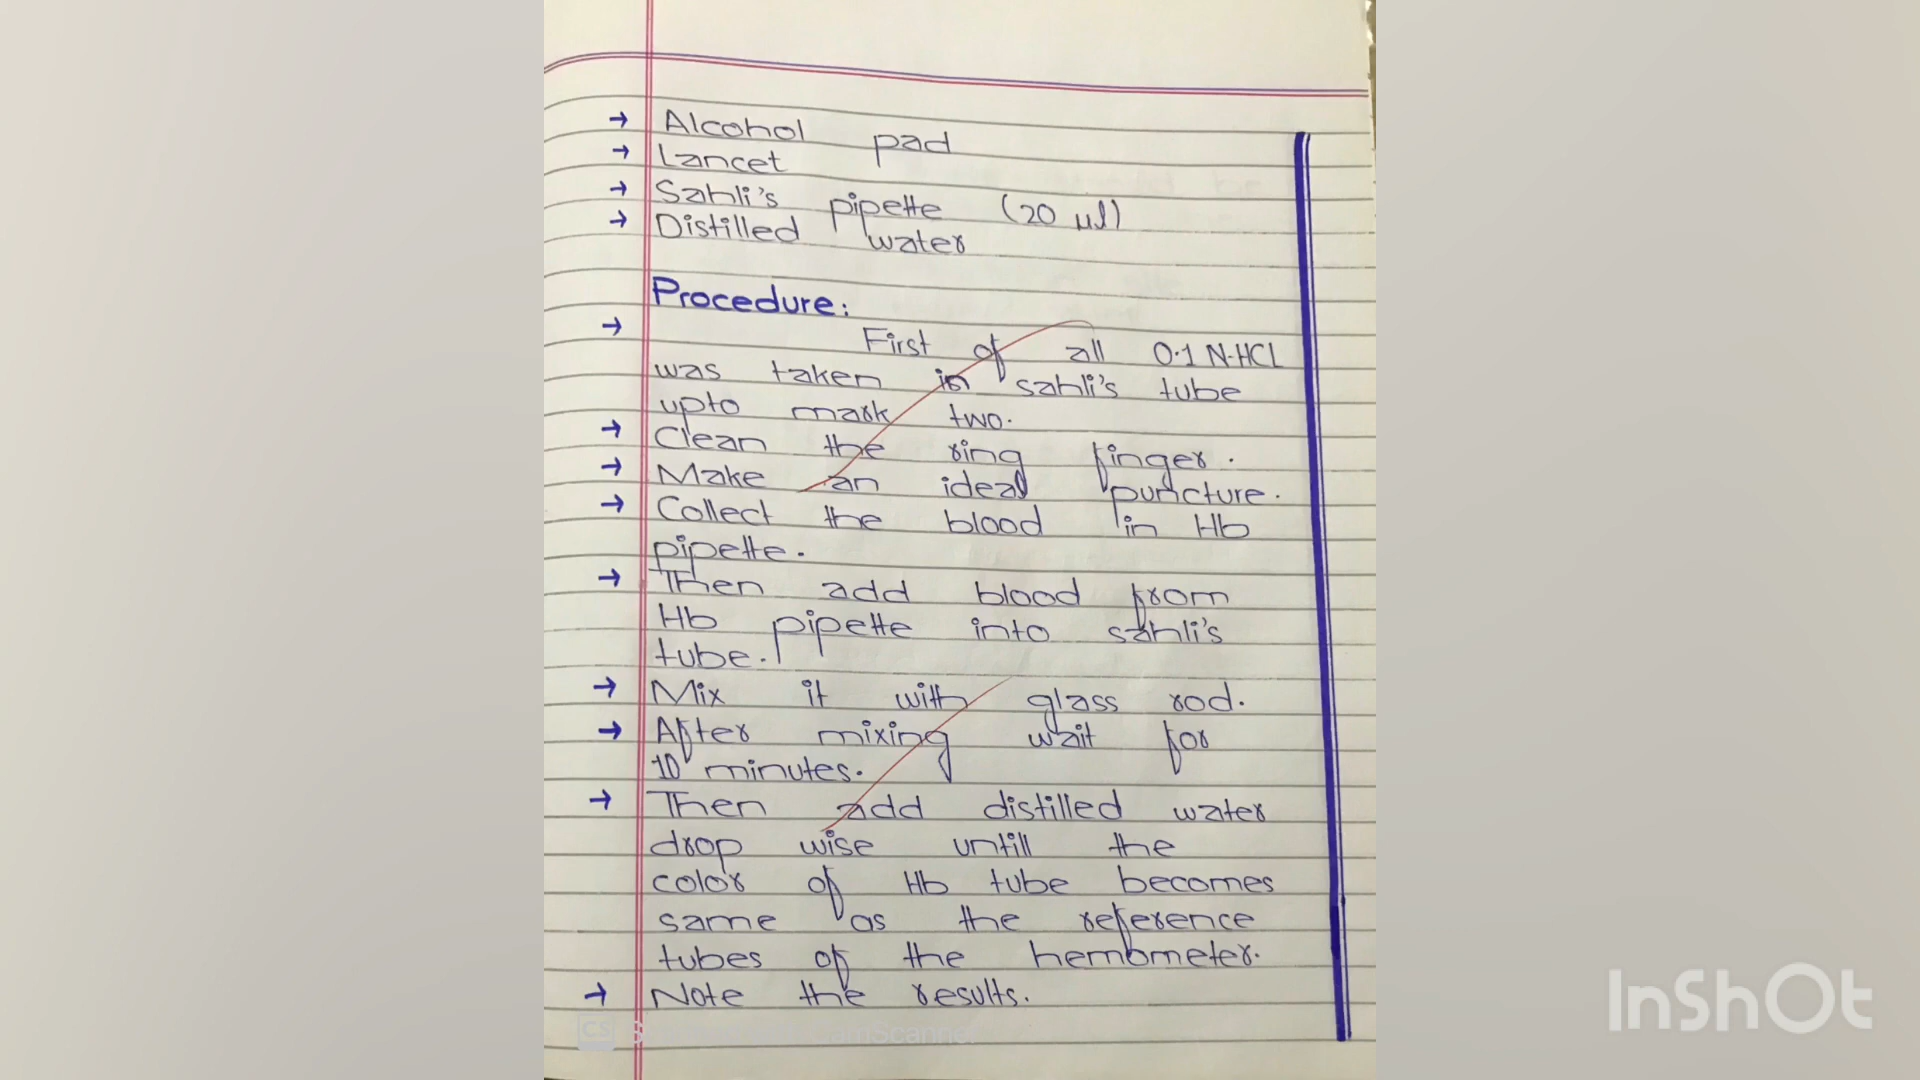 → Alcohol pad
→ Lancet
→ Sahli's pipette (20 µl)
→ Distilled water
Procedure:
→ First of all 0.1 N-HCL
was taken in sahli's tube
upto mark two.
→ Clean the ring finger.
→ Make an ideal puncture.
→ Collect the blood in Hb
pipette.
→ Then add blood from
Hb pipette into sahli's
tube.
→ Mix it with glass rod.
→ After mixing wait for
10 minutes.
→ Then add distilled water
drop wise untill the
color of Hb tube becomes
same as the reference
tubes of the hemometer.
→ Note the results.
CS CamScanner
InShOt